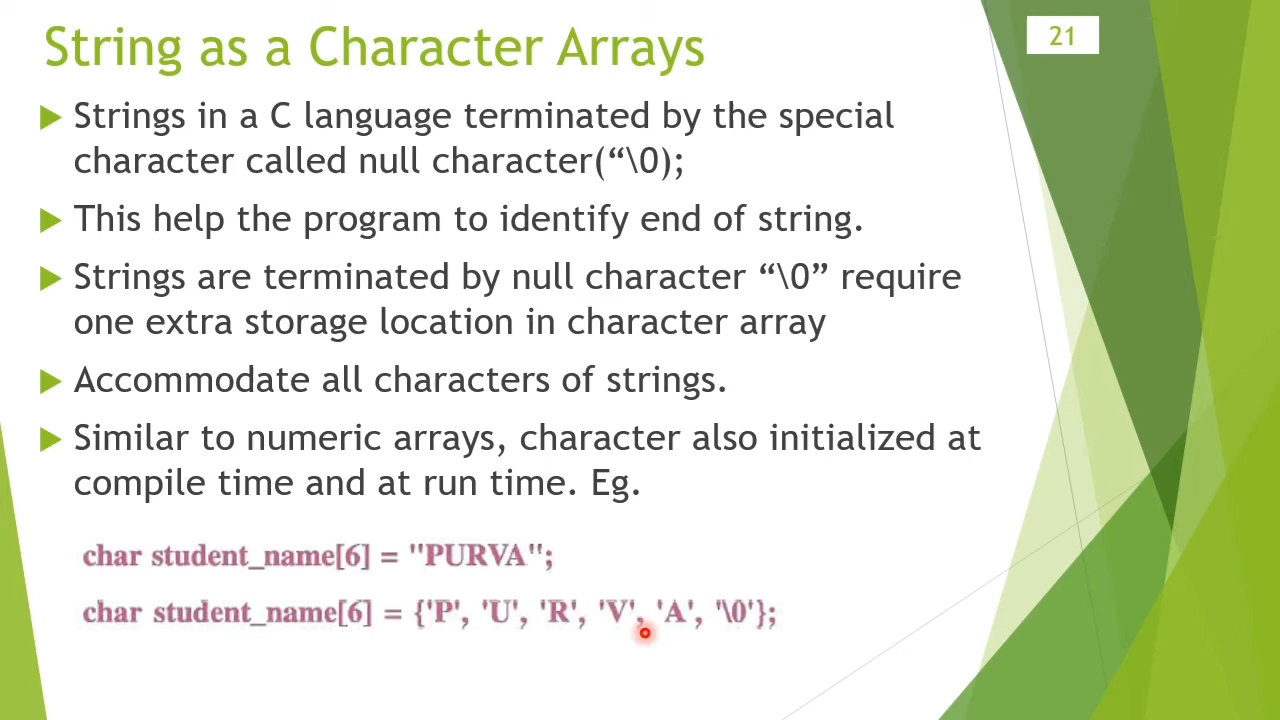 String as a Character Arrays
21
Strings in a C language terminated by the special
character called null character(“\0);
This help the program to identify end of string.
Strings are terminated by null character “\0” require
one extra storage location in character array
Accommodate all characters of strings.
Similar to numeric arrays, character also initialized at
compile time and at run time. Eg.
char student_name[6] = "PURVA";
char student_name[6] = {'P', 'U', 'R', 'V', 'A', '\0'};